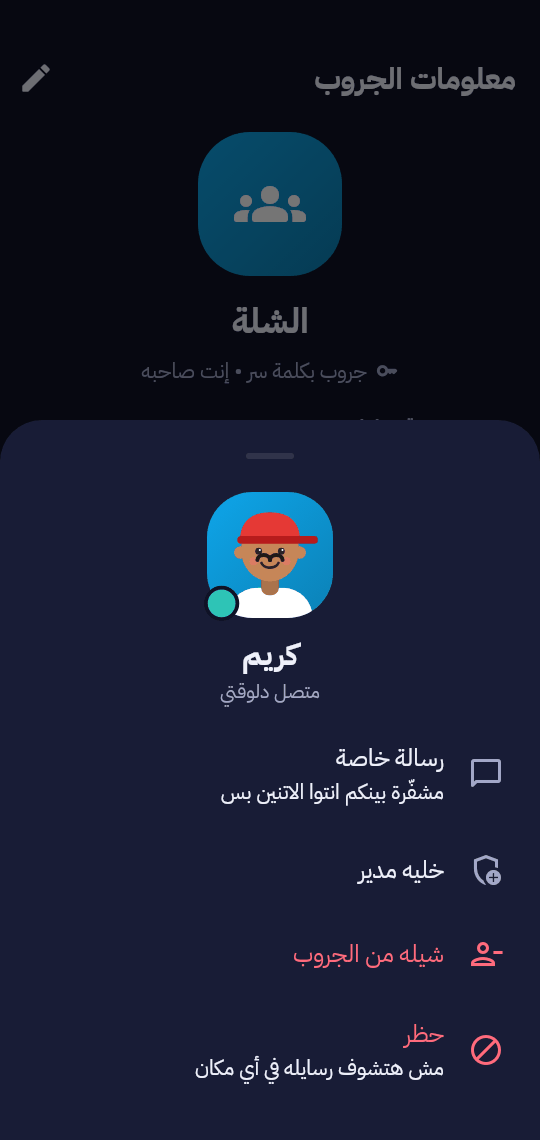 معلومات الجروب
الشلة
جروب بكلمة سر • إنت صاحبه
كريم
متصل دلوقتي
رسالة خاصة
مشفّرة بينكم انتوا الاتنين بس
خليه مدير
شيله من الجروب
حظر
مش هتشوف رسايله في أي مكان